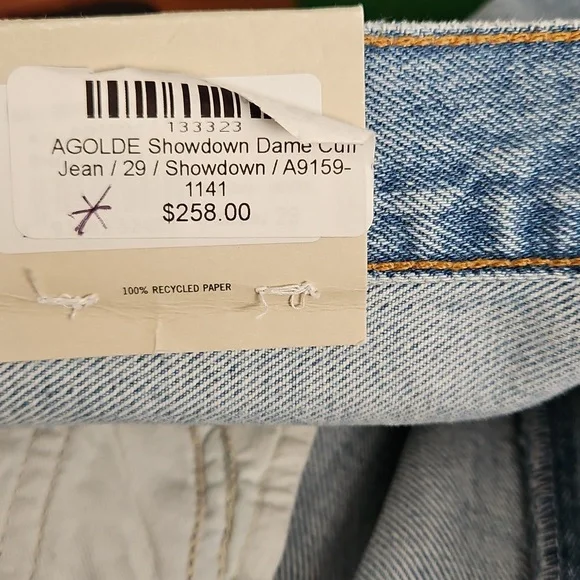 133323
AGOLDE Showdown Dame Cuff
Jean / 29 / Showdown / A9159-
1141
$258.00
100% RECYCLED PAPER